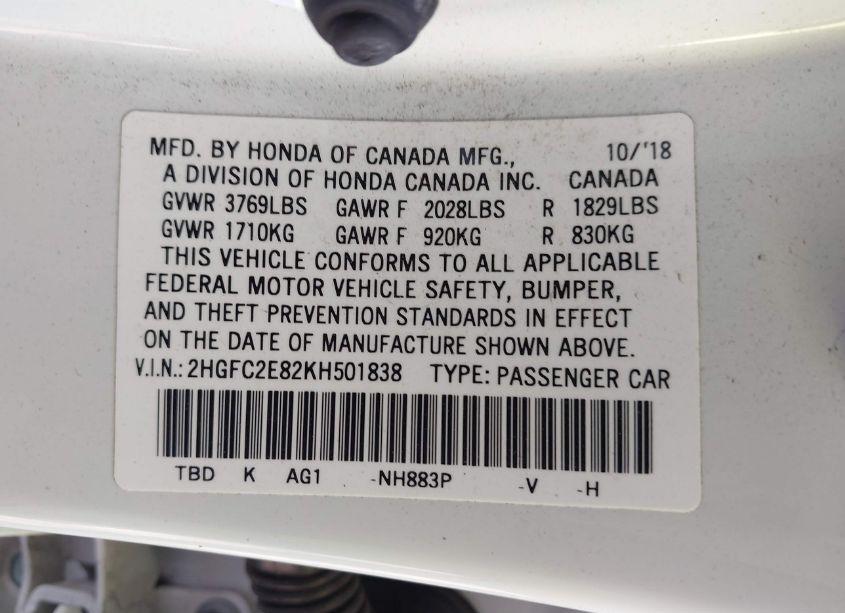 MFD. BY HONDA OF CANADA MFG., 10/'18
A DIVISION OF HONDA CANADA INC. CANADA
GVWR 3769LBS GAWR F 2028LBS R 1829LBS
GVWR 1710KG GAWR F 920KG R 830KG
THIS VEHICLE CONFORMS TO ALL APPLICABLE
FEDERAL MOTOR VEHICLE SAFETY, BUMPER,
AND THEFT PREVENTION STANDARDS IN EFFECT
ON THE DATE OF MANUFACTURE SHOWN ABOVE.
V.I.N.: 2HGFC2E82KH501838 TYPE: PASSENGER CAR
TBD K AG1 -NH883P -V -H